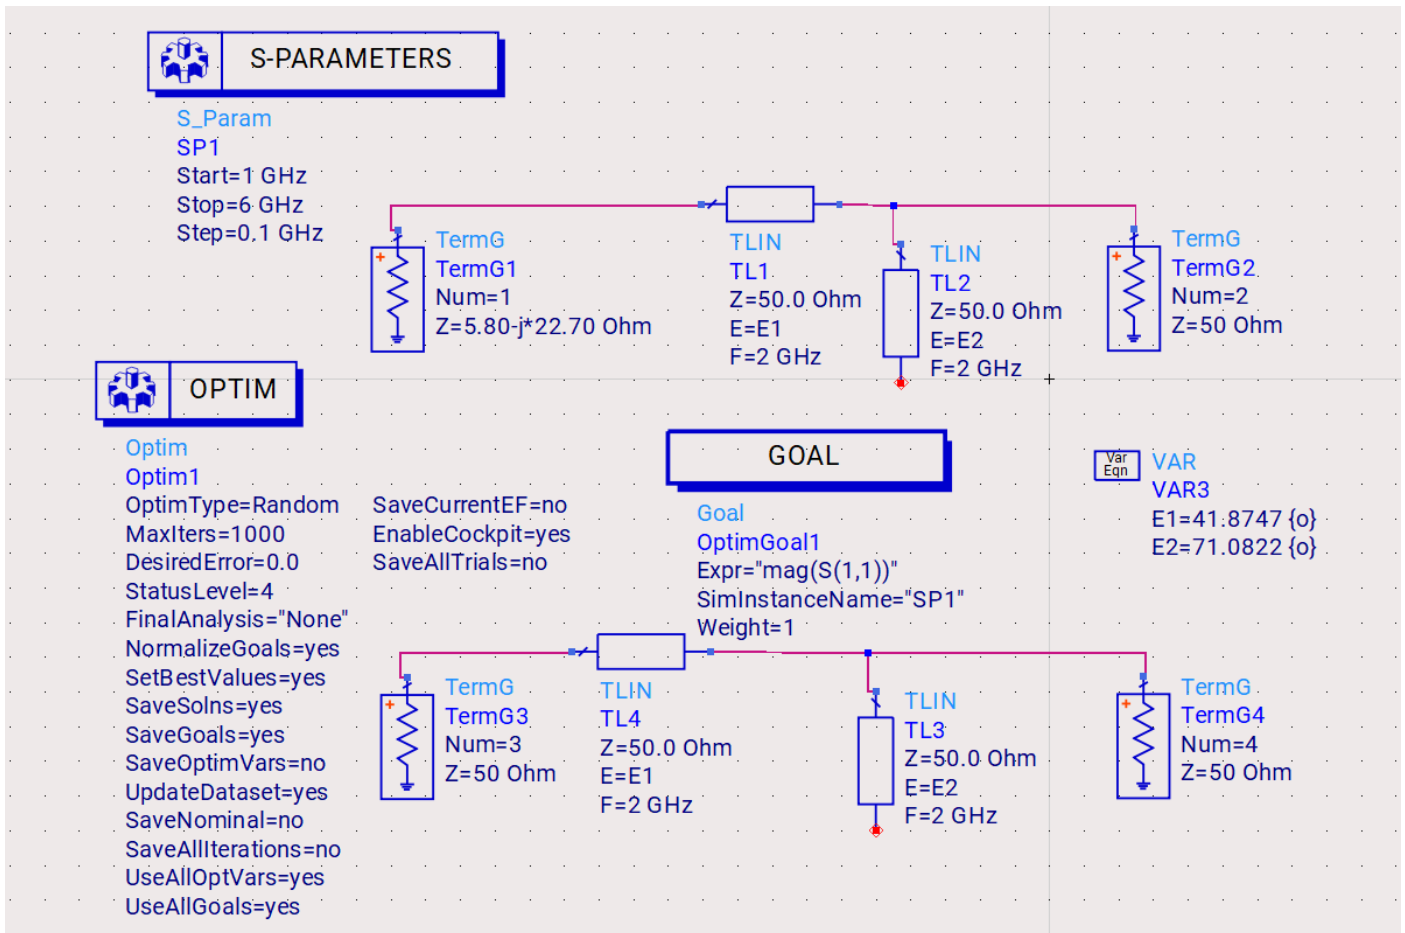 S-PARAMETERS
S_Param
SP1
Start=1 GHz
Stop=6 GHz
Step=0.1 GHz
+
TermG
TermG1
Num=1
Z=5.80-j*22.70 Ohm
TLIN
TL1
Z=50.0 Ohm
E=E1
F=2 GHz
TLIN
TL2
Z=50.0 Ohm
E=E2
F=2 GHz
+
TermG
TermG2
Num=2
Z=50 Ohm
OPTIM
Optim
Optim1
OptimType=Random
MaxIters=1000
DesiredError=0.0
StatusLevel=4
FinalAnalysis="None"
NormalizeGoals=yes
SetBestValues=yes
SaveSolns=yes
SaveGoals=yes
SaveOptimVars=no
UpdateDataset=yes
SaveNominal=no
SaveAllIterations=no
UseAllOptVars=yes
UseAllGoals=yes
SaveCurrentEF=no
EnableCockpit=yes
SaveAllTrials=no
GOAL
Goal
OptimGoal1
Expr="mag(S(1,1))"
SimInstanceName="SP1"
Weight=1
Var
Eqn
VAR
VAR3
E1=41.8747 {o}
E2=71.0822 {o}
+
TermG
TermG3
Num=3
Z=50 Ohm
TLIN
TL4
Z=50.0 Ohm
E=E1
F=2 GHz
TLIN
TL3
Z=50.0 Ohm
E=E2
F=2 GHz
+
TermG
TermG4
Num=4
Z=50 Ohm